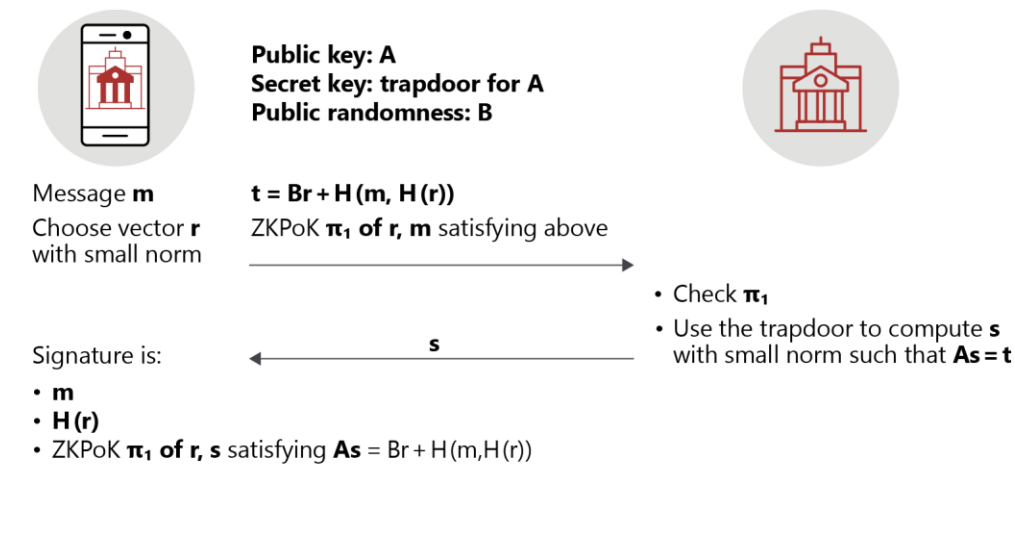 Public key: A
Secret key: trapdoor for A
Public randomness: B
Message m
t = Br + H (m, H (r))
Choose vector r
with small norm
ZKPoK π₁ of r, m satisfying above
• Check π₁
• Use the trapdoor to compute s
with small norm such that As = t
s
Signature is:
• m
• H (r)
• ZKPoK π₁ of r, s satisfying As = Br + H (m,H (r))